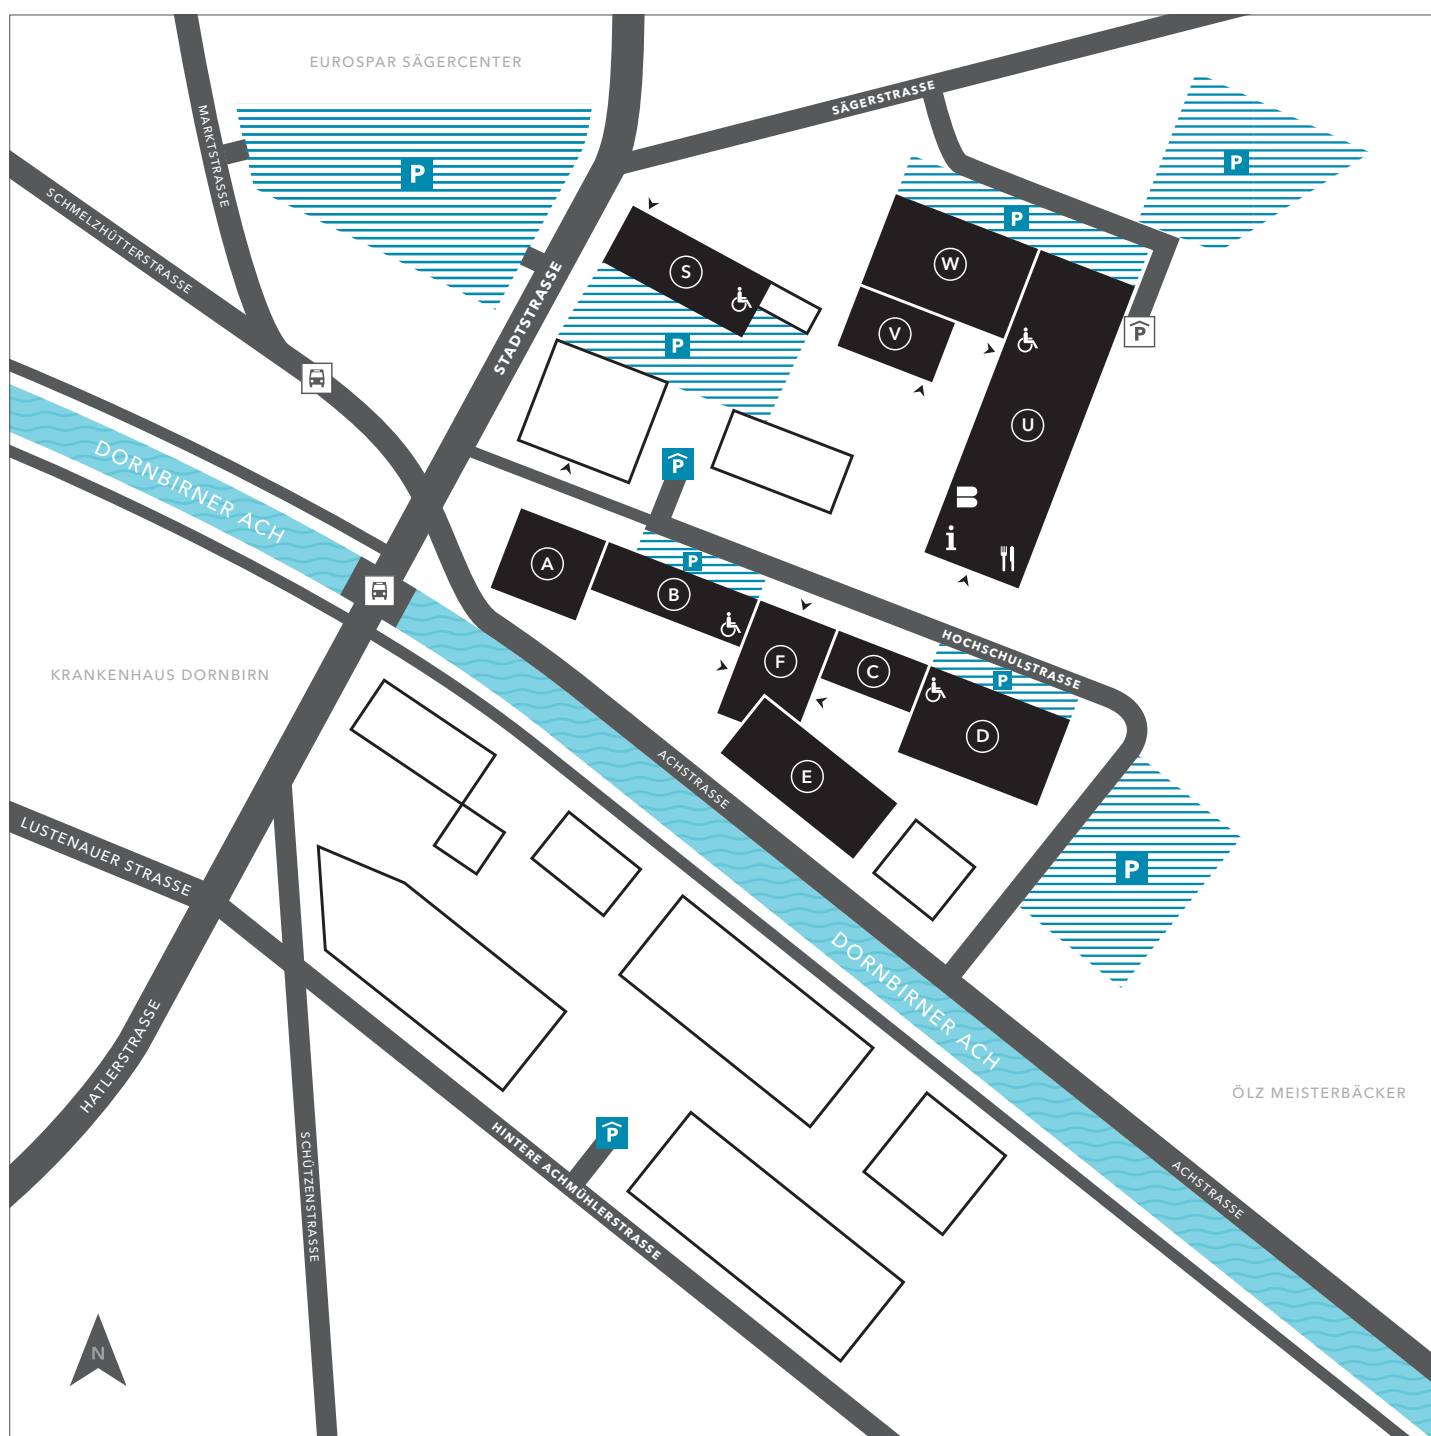 EUROSPAR SÄGERCENTER
SÄGERSTRASSE
MARKTSTRASSE
P
P
P
SCHMELZHÜTTERSTRASSE
STADTSTRASSE
S
W
V
P
P
U
P
DORNBIRNER ACH
i
A
B
P
F
C
P
D
E
HOCHSCHULSTRASSE
KRANKENHAUS DORNBIRN
ACHSTRASSE
LUSTENAUER STRASSE
P
DORNBIRNER ACH
HATLERSTRASSE
ÖLZ MEISTERBÄCKER
P
SCHÜTZENSTRASSE
HINTERE ACHMÜHLERSTRASSE
ACHSTRASSE
N